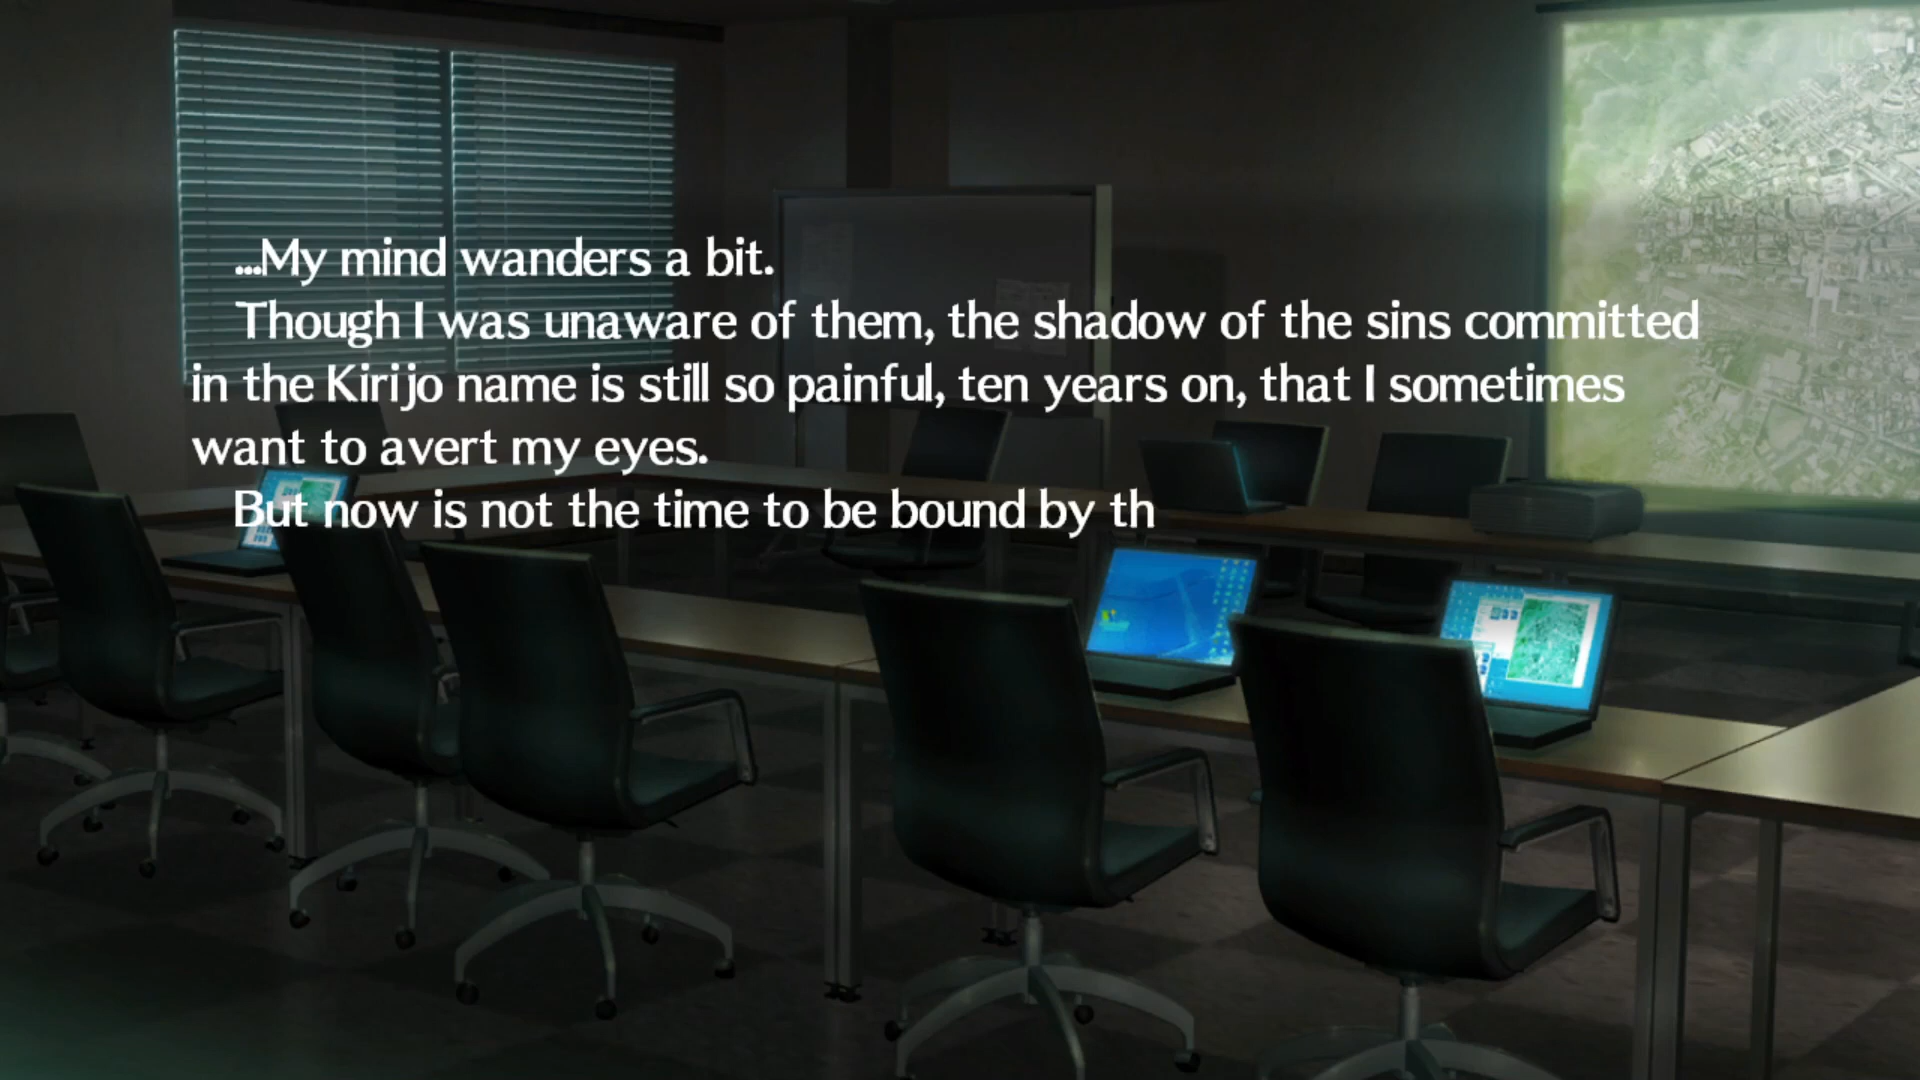 ...My mind wanders a bit.
Though I was unaware of them, the shadow of the sins committed
in the Kirijo name is still so painful, ten years on, that I sometimes
want to avert my eyes.
But now is not the time to be bound by th